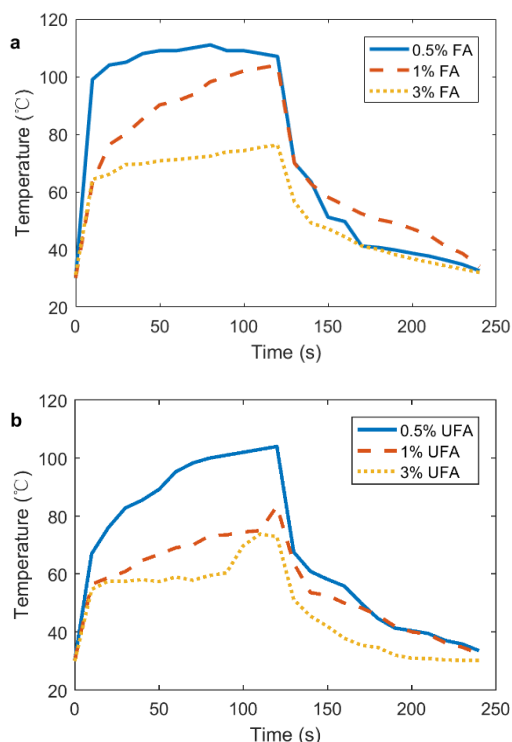 a
120
100
80
60
40
20
Temperature (℃)
0.5% FA
1% FA
3% FA
0 50 100 150 200 250
Time (s)
b
120
100
80
60
40
20
Temperature (℃)
0.5% UFA
1% UFA
3% UFA
0 50 100 150 200 250
Time (s)